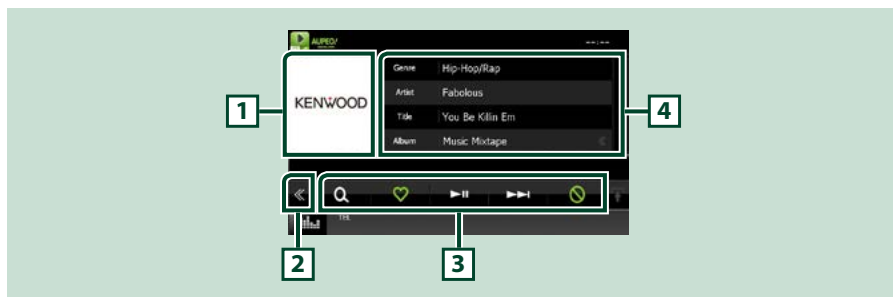 AUPEO!
--:--
Genre Hip-Hop/Rap
Artist Fabolous
Title You Be Killin Em
Album Music Mixtape
KENWOOD
1
4
TEL
2
3